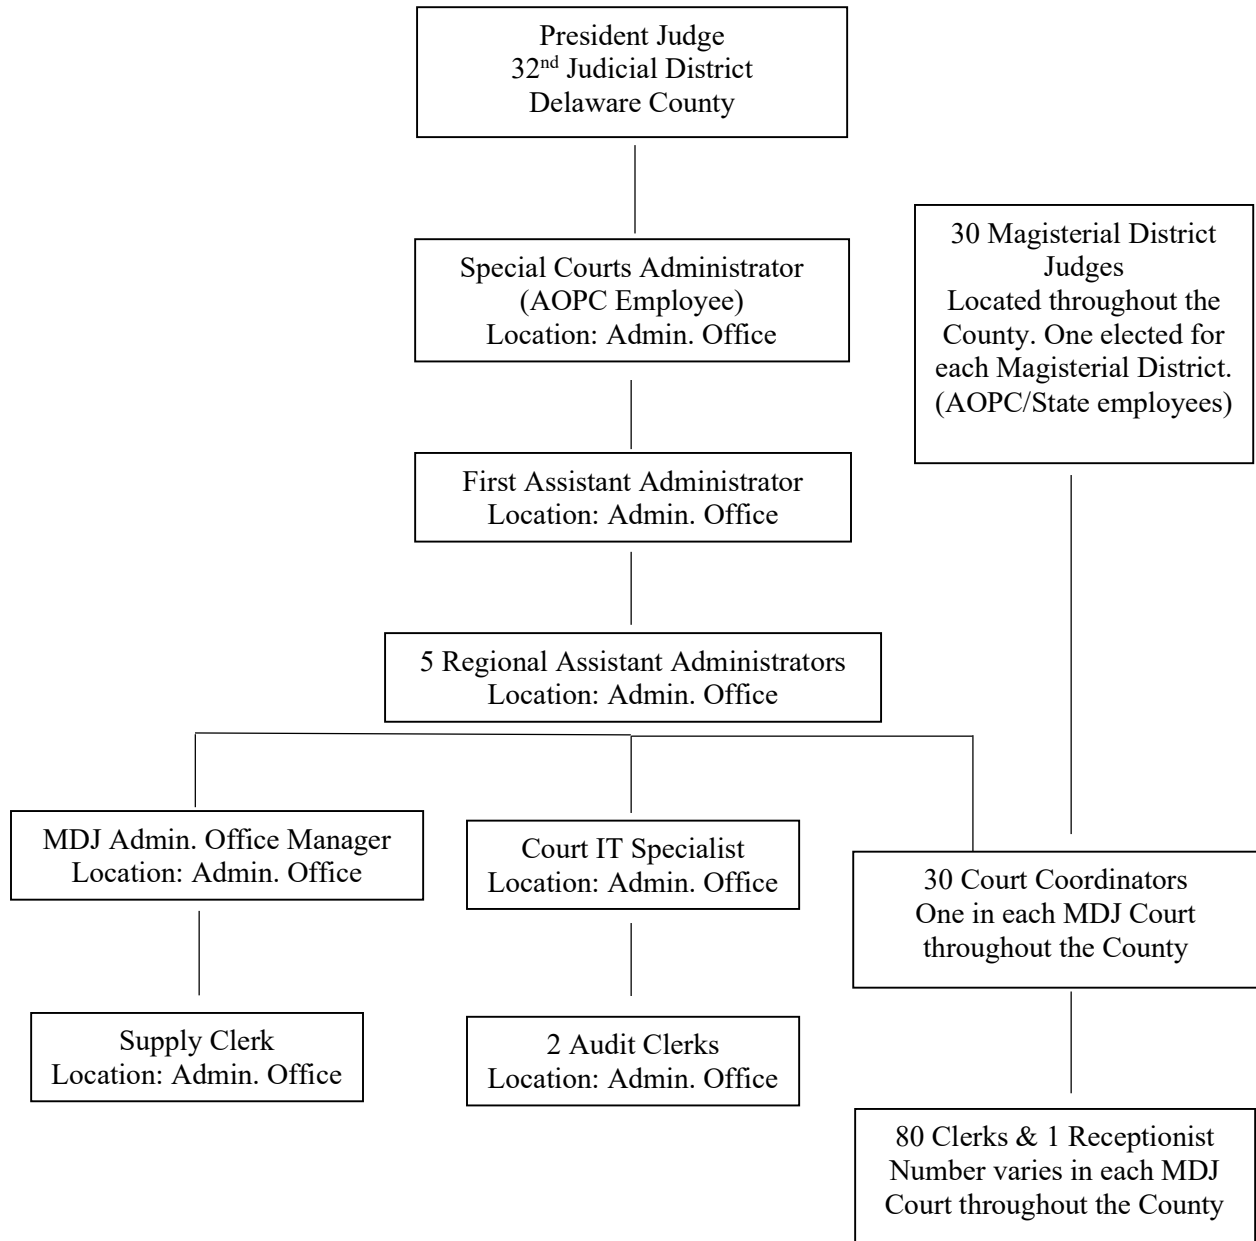 President Judge
32nd Judicial District
Delaware County
Special Courts Administrator
(AOPC Employee)
Location: Admin. Office
30 Magisterial District
Judges
Located throughout the
County. One elected for
each Magisterial District.
(AOPC/State employees)
First Assistant Administrator
Location: Admin. Office
5 Regional Assistant Administrators
Location: Admin. Office
MDJ Admin. Office Manager
Location: Admin. Office
Court IT Specialist
Location: Admin. Office
30 Court Coordinators
One in each MDJ Court
throughout the County
Supply Clerk
Location: Admin. Office
2 Audit Clerks
Location: Admin. Office
80 Clerks & 1 Receptionist
Number varies in each MDJ
Court throughout the County